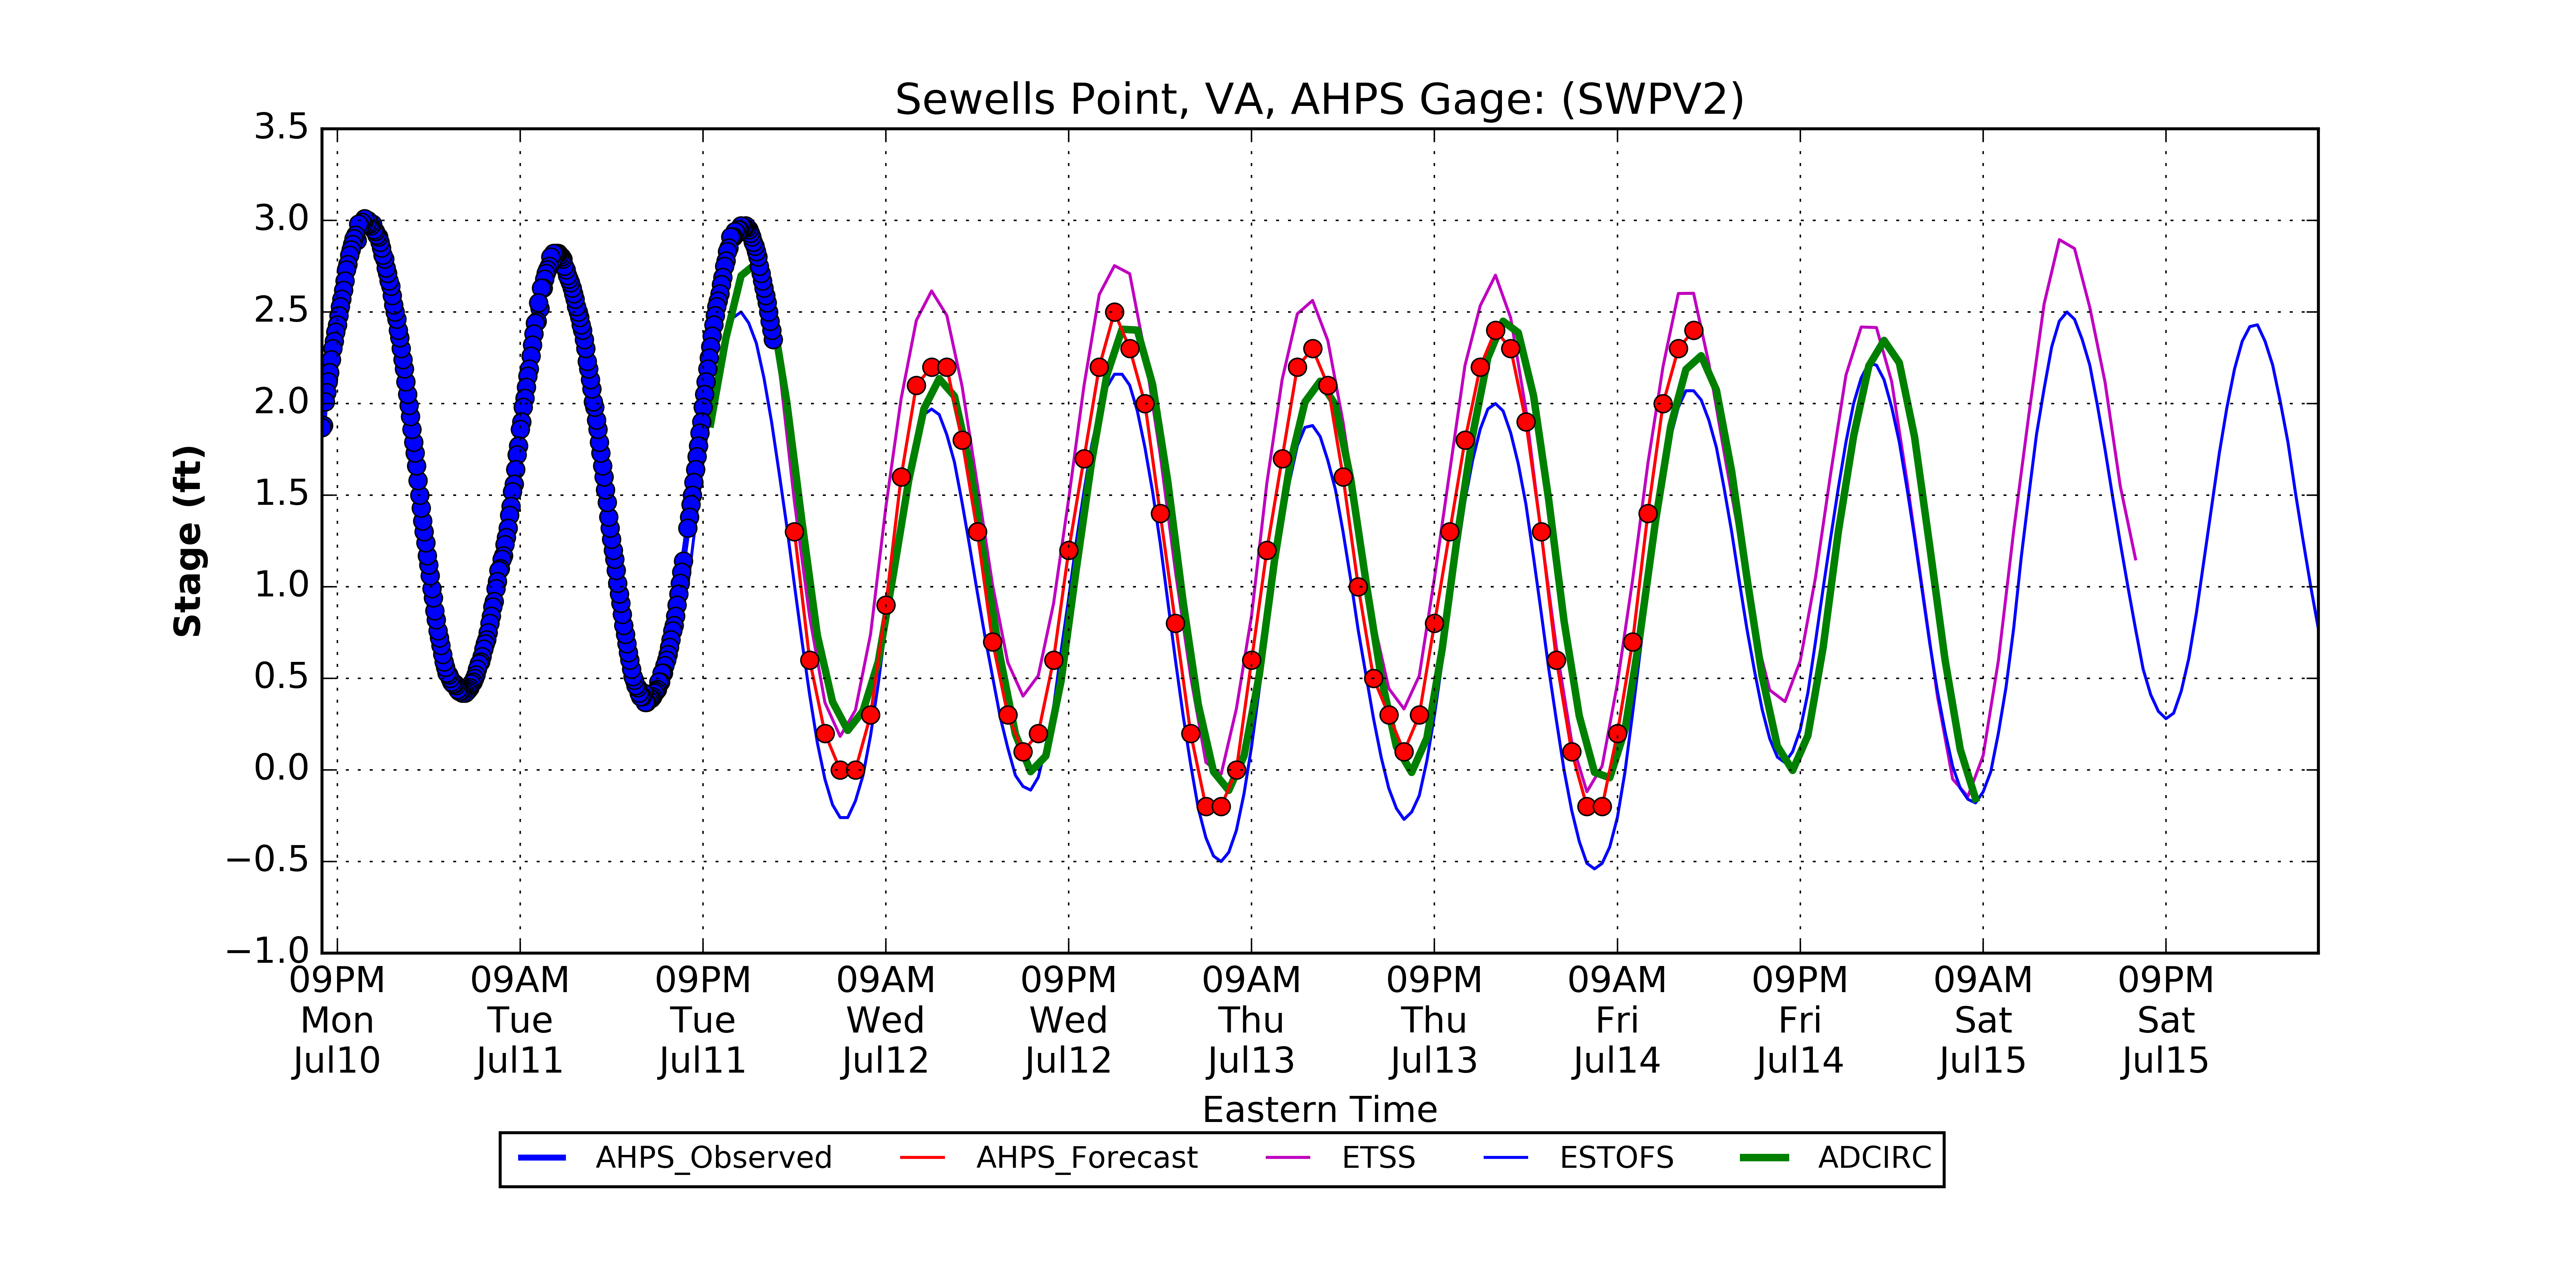 Sewells Point, VA, AHPS Gage: (SWPV2)
3.5
3.0
2.5
2.0
1.5
1.0
0.5
0.0
−0.5
−1.0
Stage (ft)
09PM 09AM 09PM 09AM 09PM 09AM 09PM 09AM 09PM 09AM 09PM
Mon Tue Tue Wed Wed Thu Thu Fri Fri Sat Sat
Jul10 Jul11 Jul11 Jul12 Jul12 Jul13 Jul13 Jul14 Jul14 Jul15 Jul15
Eastern Time
AHPS_Observed AHPS_Forecast ETSS ESTOFS ADCIRC